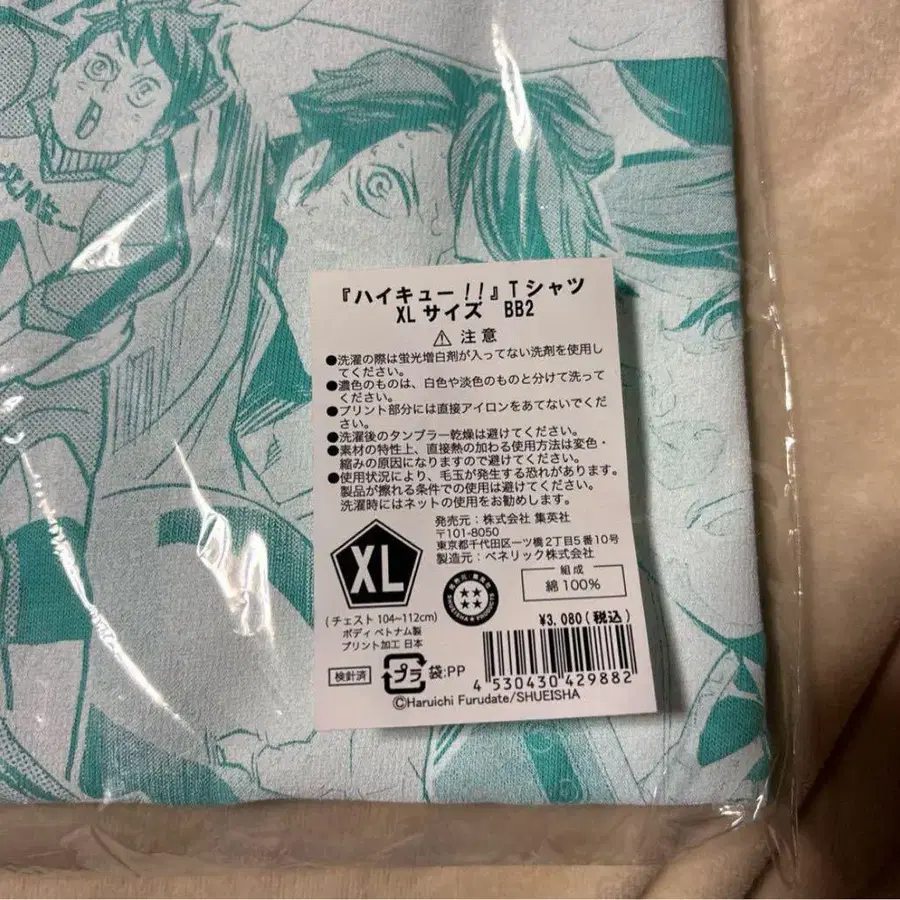 『ハイキュー!!』Tシャツ
XLサイズ BB2
⚠ 注意
●洗濯の際は蛍光増白剤が入ってない洗剤を使用し
てください。
●濃色のものは、白色や淡色のものと分けて洗って
ください。
●プリント部分には直接アイロンをあてないでくだ
さい。
●洗濯後のタンブラー乾燥は避けてください。
●素材の特性上、直接熱の加わる使用方法は変色・
縮みの原因になりますので避けてください。
●使用状況により、毛玉が発生する恐れがあります。
製品が擦れる条件での使用は避けてください。
洗濯時にはネットの使用をお勧めします。
発売元：株式会社 集英社
〒101-8050
東京都千代田区一ツ橋2丁目5番10号
製造元：ベネリック株式会社
XL
組成
綿100%
(チェスト 104~112cm)
ボディ ベトナム製
プリント加工 日本
発売元・集英社
SHUEISHA PRODUCTS
¥3,080(税込)
検針済
プラ 袋:PP
4 530430 429882
©Haruichi Furudate/SHUEISHA